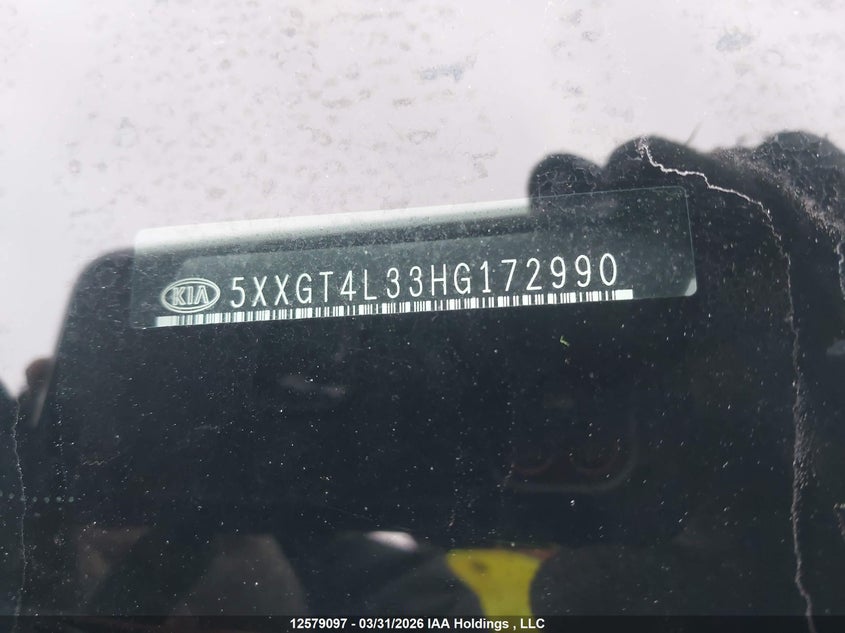 KIA 5XXGT4L33HG172990
12579097 - 03/31/2026 IAA Holdings , LLC